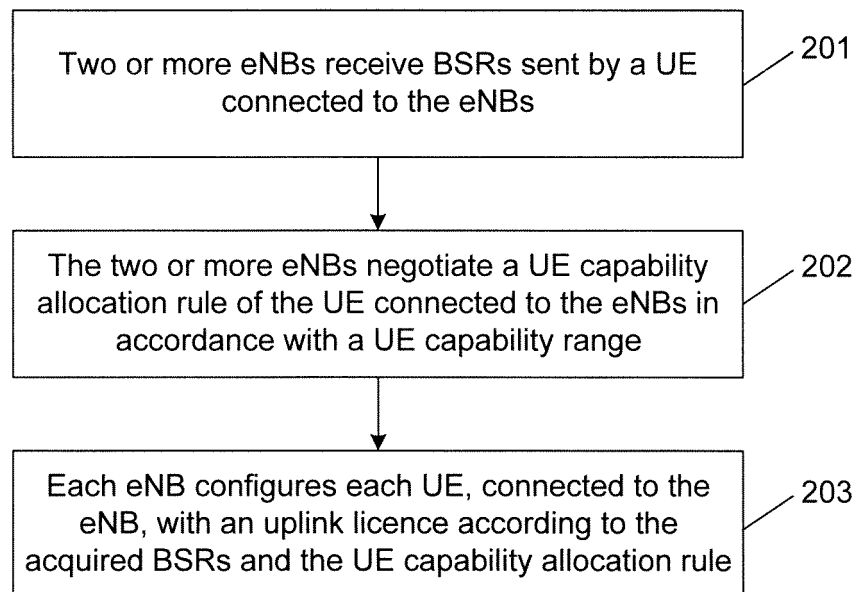 Two or more eNBs receive BSRs sent by a UE
connected to the eNBs
201
The two or more eNBs negotiate a UE capability
allocation rule of the UE connected to the eNBs in
accordance with a UE capability range
202
Each eNB configures each UE, connected to the
eNB, with an uplink licence according to the
acquired BSRs and the UE capability allocation rule
203